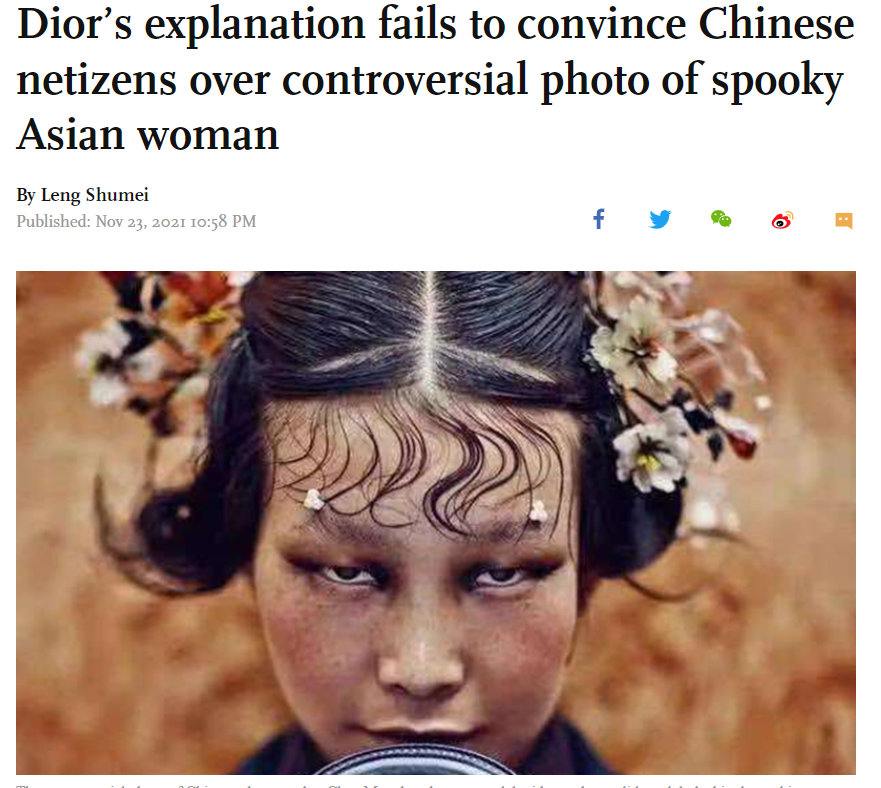 Dior’s explanation fails to convince Chinese
netizens over controversial photo of spooky
Asian woman
By Leng Shumei
Published: Nov 23, 2021 10:58 PM